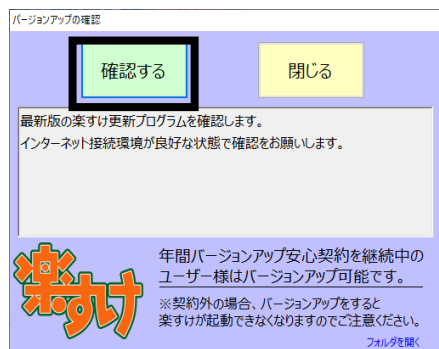 バージョンアップの確認
確認する
閉じる
最新版の楽すけ更新プログラムを確認します。
インターネット接続環境が良好な状態で確認をお願いします。
楽すけ
年間バージョンアップ安心契約を継続中の
ユーザー様はバージョンアップ可能です。
※契約外の場合、バージョンアップをすると
楽すけが起動できなくなりますのでご注意ください。
フォルダを開く